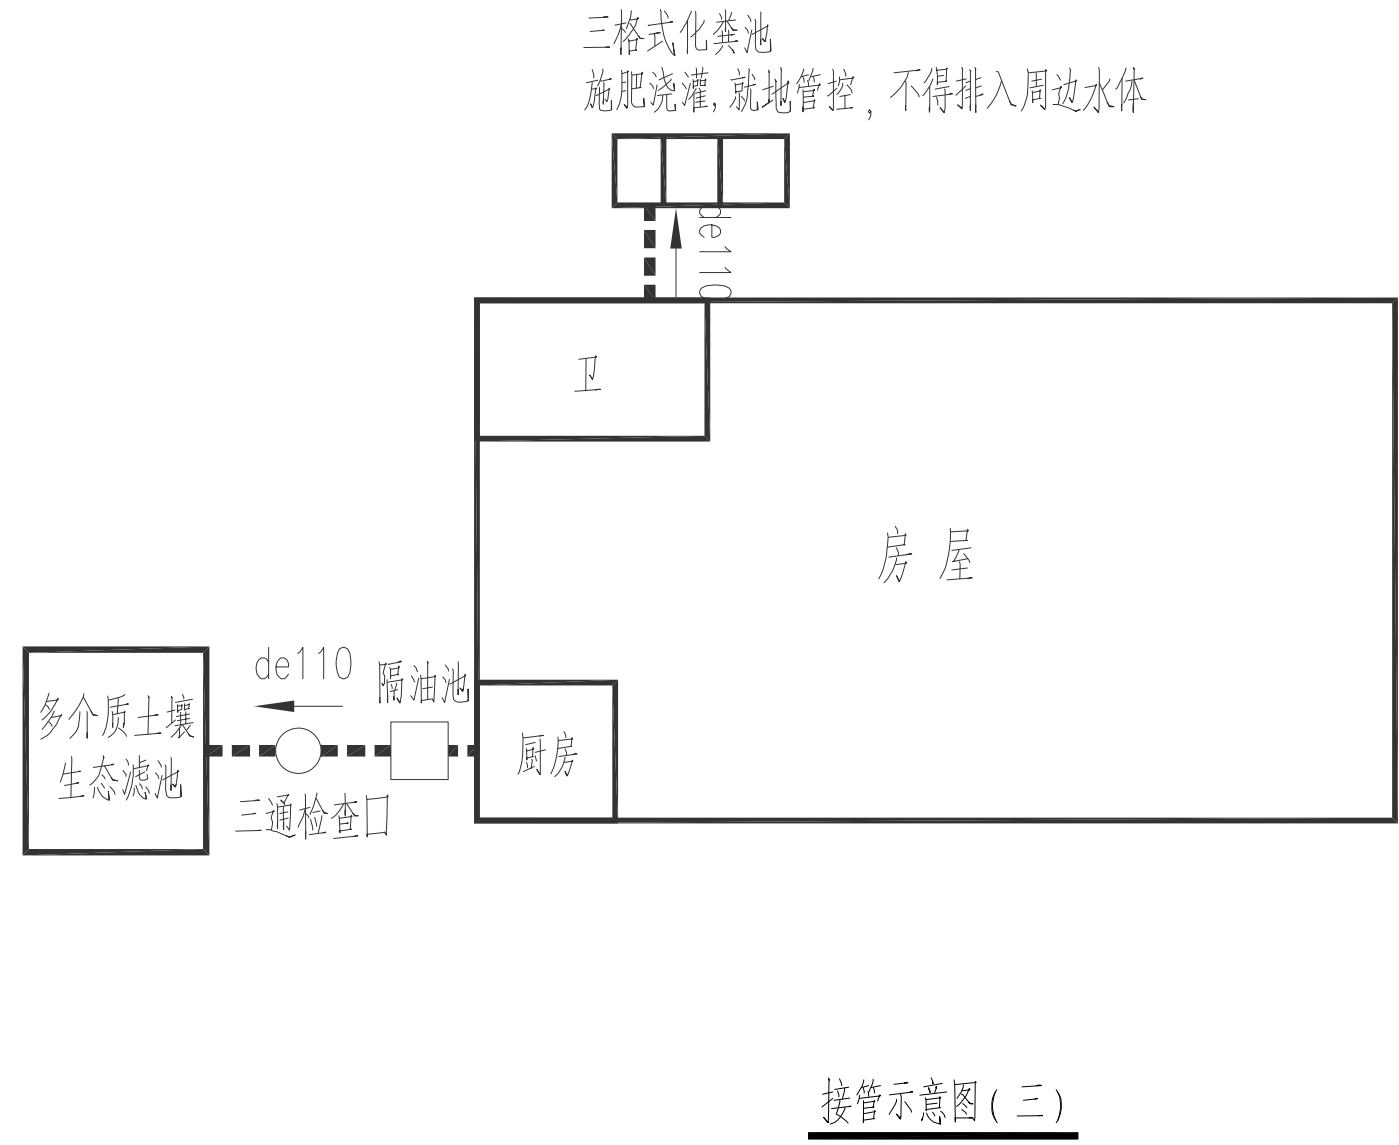 三格式化粪池
施肥浇灌,就地管控,不得排入周边水体
de110
卫
房屋
de110
隔油池
多介质土壤
生态滤池
厨房
三通检查口
接管示意图(三)